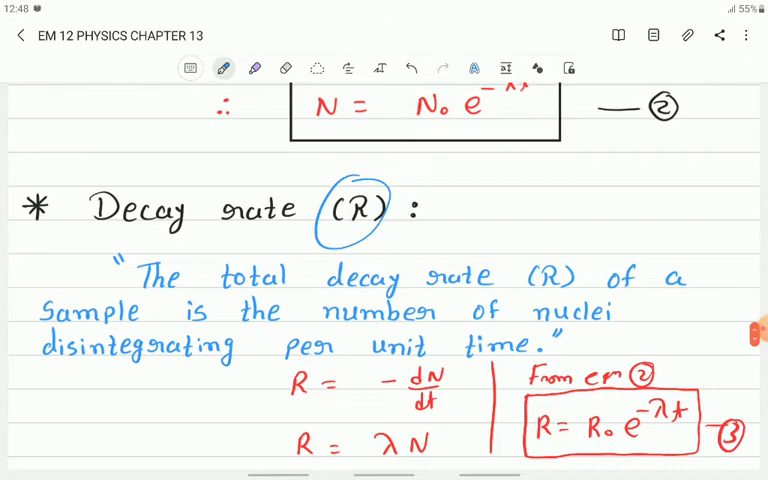 12:48 55%
EM 12 PHYSICS CHAPTER 13
∴ N = N₀ e^-λt — ②
* Decay rate (R) :
"The total decay rate (R) of a
sample is the number of nuclei
disintegrating per unit time."
R = - dN/dt From en ②
R = λN R = R₀ e^-λt — ③